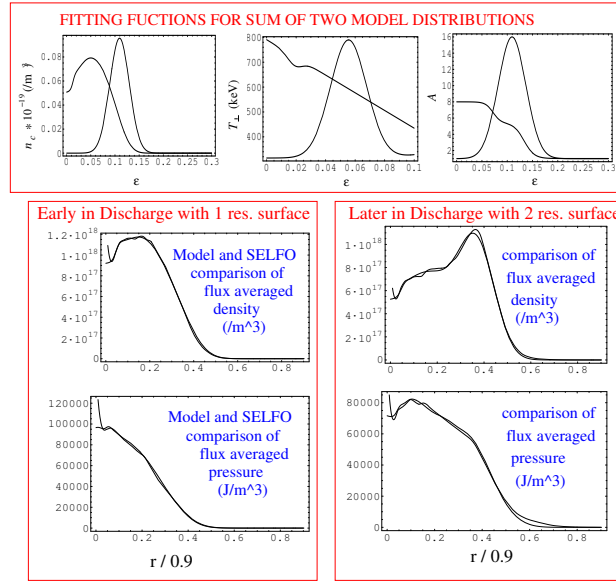 FITTING FUCTIONS FOR SUM OF TWO MODEL DISTRIBUTIONS
n c * 10 -19 (/m 3)
0.08
0.06
0.04
0.02
0
0 0.05 0.1 0.15 0.2 0.25 0.3
ε
T⊥ (keV)
800
700
600
500
400
0 0.02 0.04 0.06 0.08 0.1
ε
A
16
14
12
10
8
6
4
2
0 0.05 0.1 0.15 0.2 0.25 0.3
ε
Early in Discharge with 1 res. surface
1.2·10 18
1·10 18
8·10 17
6·10 17
4·10 17
2·10 17
0
Model and SELFO
comparison of
flux averaged
density
(/m^3)
0 0.2 0.4 0.6 0.8
120000
100000
80000
60000
40000
20000
0
Model and SELFO
comparison of
flux averaged
pressure
(J/m^3)
0 0.2 0.4 0.6 0.8
r / 0.9
Later in Discharge with 2 res. surface
1·10 18
8·10 17
6·10 17
4·10 17
2·10 17
0
comparison of
flux averaged
density
(/m^3)
0 0.2 0.4 0.6 0.8
80000
60000
40000
20000
0
comparison of
flux averaged
pressure
(J/m^3)
0 0.2 0.4 0.6 0.8
r / 0.9